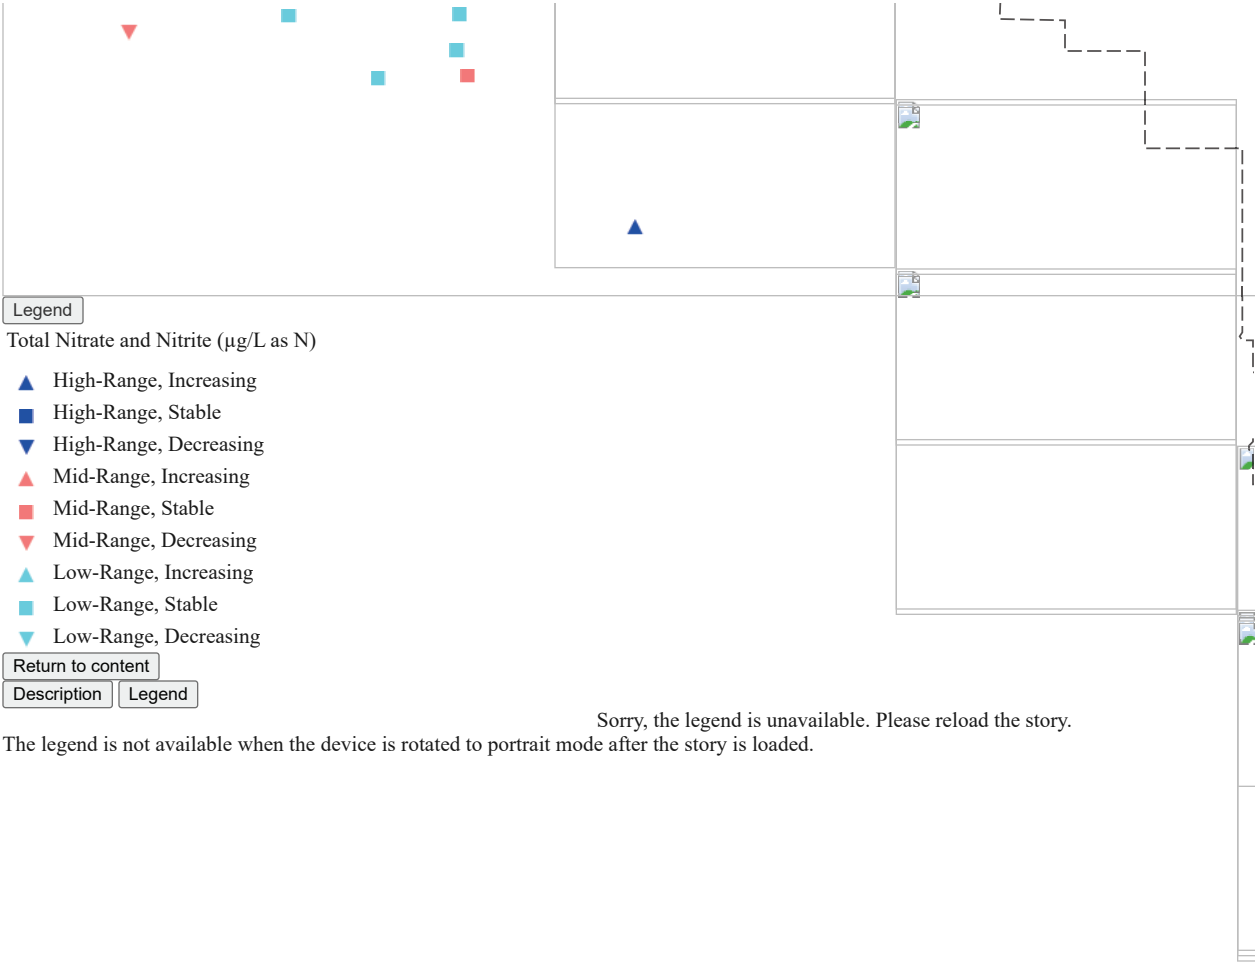 Legend
Total Nitrate and Nitrite (µg/L as N)
High-Range, Increasing
High-Range, Stable
High-Range, Decreasing
Mid-Range, Increasing
Mid-Range, Stable
Mid-Range, Decreasing
Low-Range, Increasing
Low-Range, Stable
Low-Range, Decreasing
Return to content
Description Legend
Sorry, the legend is unavailable. Please reload the story.
The legend is not available when the device is rotated to portrait mode after the story is loaded.